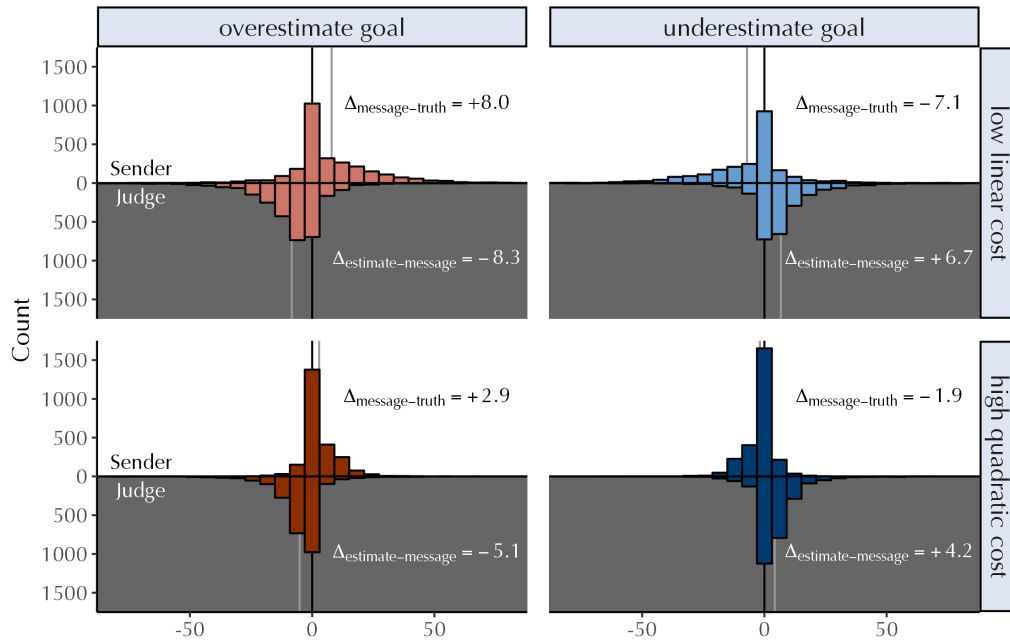 overestimate goal
underestimate goal
1500
1000
500
0
500
1000
1500
Sender
Judge
Δmessage−truth = +8.0
Δestimate−message = −8.3
Δmessage−truth = −7.1
Δestimate−message = +6.7
low linear cost
Count
1500
1000
500
0
500
1000
1500
Sender
Judge
Δmessage−truth = +2.9
Δestimate−message = −5.1
Δmessage−truth = −1.9
Δestimate−message = +4.2
high quadratic cost
-50
0
50
-50
0
50